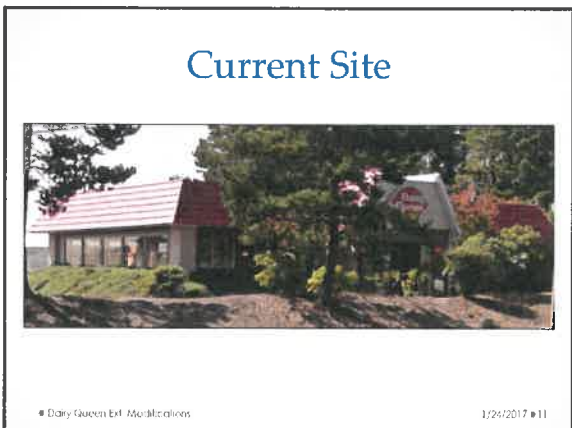 Current Site
Dairy Queen Ext. Modifications
1/24/2017 11